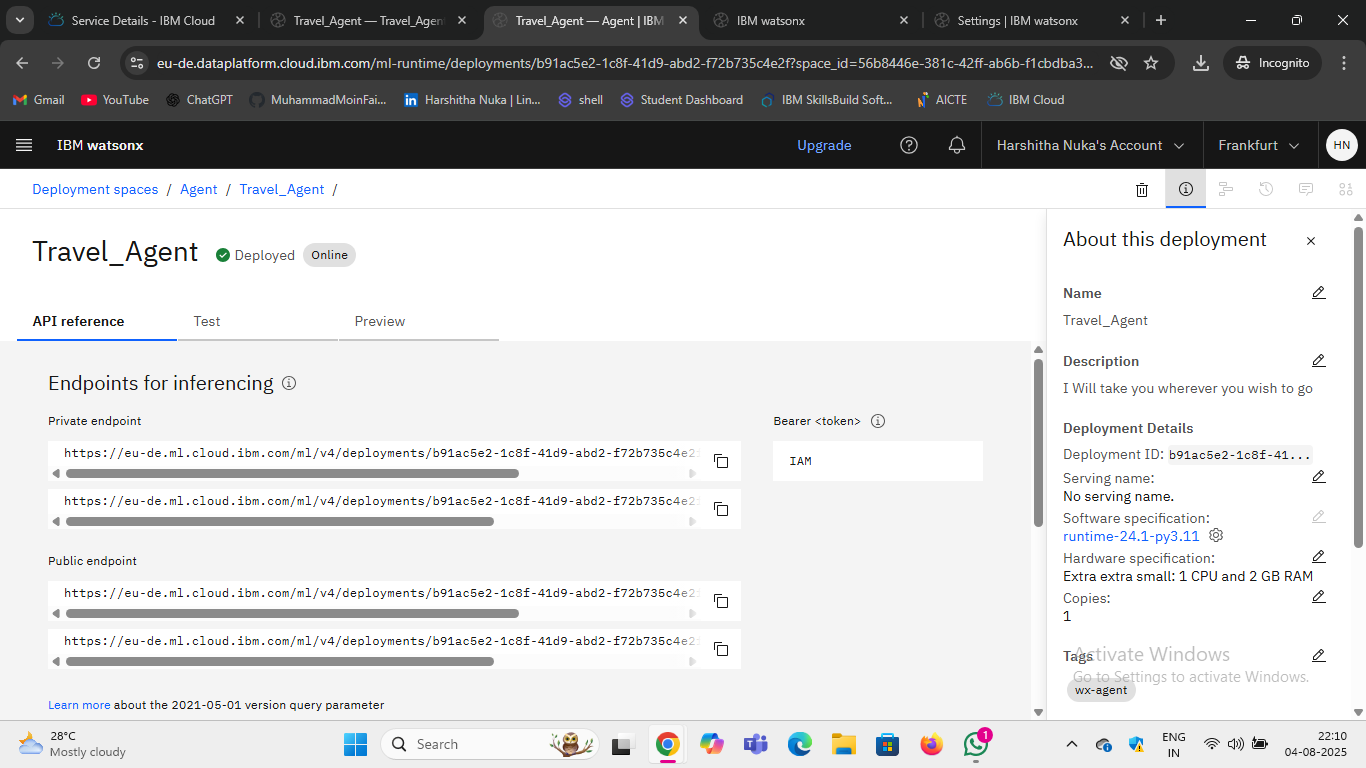 Service Details - IBM Cloud
Travel_Agent — Travel_Agent
Travel_Agent — Agent | IBM
IBM watsonx
Settings | IBM watsonx
eu-de.dataplatform.cloud.ibm.com/ml-runtime/deployments/b91ac5e2-1c8f-41d9-abd2-f72b735c4e2f?space_id=56b8446e-381c-42ff-ab6b-f1cbdba3...
Incognito
Gmail
YouTube
ChatGPT
MuhammadMoinFai...
Harshitha Nuka | Lin...
shell
Student Dashboard
IBM SkillsBuild Soft...
AICTE
IBM Cloud
IBM watsonx
Upgrade
Harshitha Nuka's Account
Frankfurt
HN
Deployment spaces / Agent / Travel_Agent /
Travel_Agent
Deployed
Online
API reference
Test
Preview
Endpoints for inferencing
Private endpoint
https://eu-de.ml.cloud.ibm.com/ml/v4/deployments/b91ac5e2-1c8f-41d9-abd2-f72b735c4e2
https://eu-de.ml.cloud.ibm.com/ml/v4/deployments/b91ac5e2-1c8f-41d9-abd2-f72b735c4e2
Public endpoint
https://eu-de.ml.cloud.ibm.com/ml/v4/deployments/b91ac5e2-1c8f-41d9-abd2-f72b735c4e2
https://eu-de.ml.cloud.ibm.com/ml/v4/deployments/b91ac5e2-1c8f-41d9-abd2-f72b735c4e2
Learn more about the 2021-05-01 version query parameter
Bearer <token>
IAM
About this deployment
Name
Travel_Agent
Description
I Will take you wherever you wish to go
Deployment Details
Deployment ID: b91ac5e2-1c8f-41...
Serving name:
No serving name.
Software specification:
runtime-24.1-py3.11
Hardware specification:
Extra extra small: 1 CPU and 2 GB RAM
Copies:
1
Tags
wx-agent
Activate Windows
Go to Settings to activate Windows.
28°C
Mostly cloudy
Search
1
ENG
IN
22:10
04-08-2025